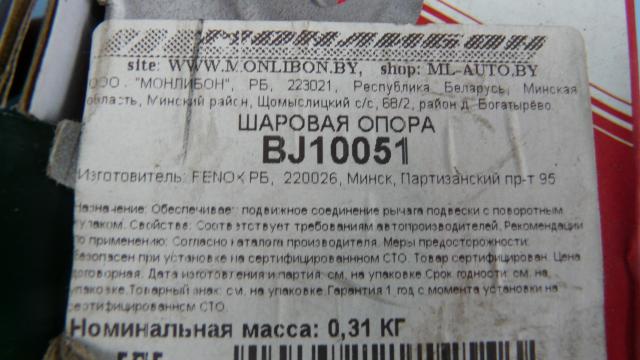 site: WWW.MONLIBON.BY, shop: ML-AUTO.BY
ООО "МОНЛИБОН", РБ, 223021, Республика Беларусь, Минская
область, Минский район, Щомыслицкий с/с, 68/2, район д. Богатырёво.
ШАРОВАЯ ОПОРА
BJ10051
Изготовитель: FENOX РБ, 220026, Минск, Партизанский пр-т 95
Назначение: Обеспечивает подвижное соединение рычага подвески с поворотным
кулаком. Свойства: Соответствует требованиям автопроизводителей. Рекомендации
по применению: Согласно каталога производителя. Меры предосторожности:
Безопасен при установке на сертифицированном СТО. Товар сертифицирован. Цена
договорная. Дата изготовления и партия: см. на упаковке. Срок годности: см. на
упаковке. Товарный знак: см. на упаковке. Гарантия 1 год с момента установки на
сертифицированном СТО.
Номинальная масса: 0,31 КГ